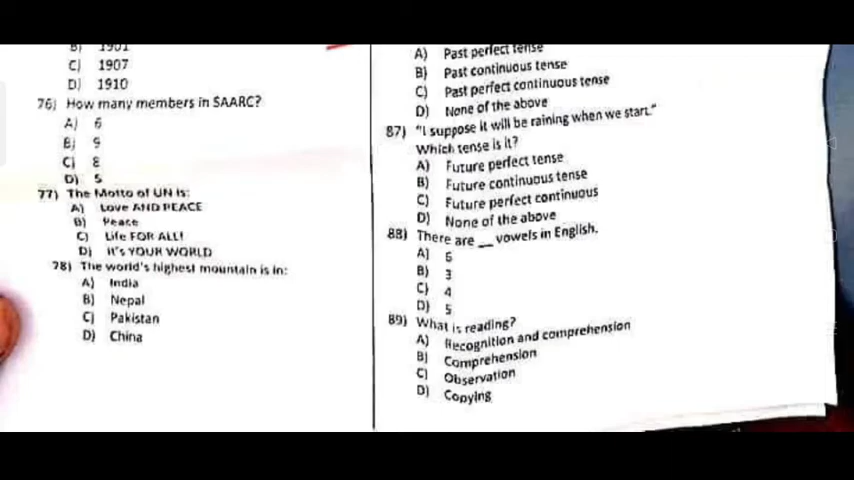 B) 1901
C) 1907
D) 1910
76) How many members in SAARC?
A) 6
B) 9
C) 8
D) 5
77) The Motto of UN is:
A) Love AND PEACE
B) Peace
C) Life FOR ALL!
D) It's YOUR WORLD
78) The world's highest mountain is in:
A) India
B) Nepal
C) Pakistan
D) China
A) Past perfect tense
B) Past continuous tense
C) Past perfect continuous tense
D) None of the above
87) "I suppose it will be raining when we start."
Which tense is it?
A) Future perfect tense
B) Future continuous tense
C) Future perfect continuous
D) None of the above
88) There are __ vowels in English.
A) 6
B) 3
C) 4
D) 5
89) What is reading?
A) Recognition and comprehension
B) Comprehension
C) Observation
D) Copying